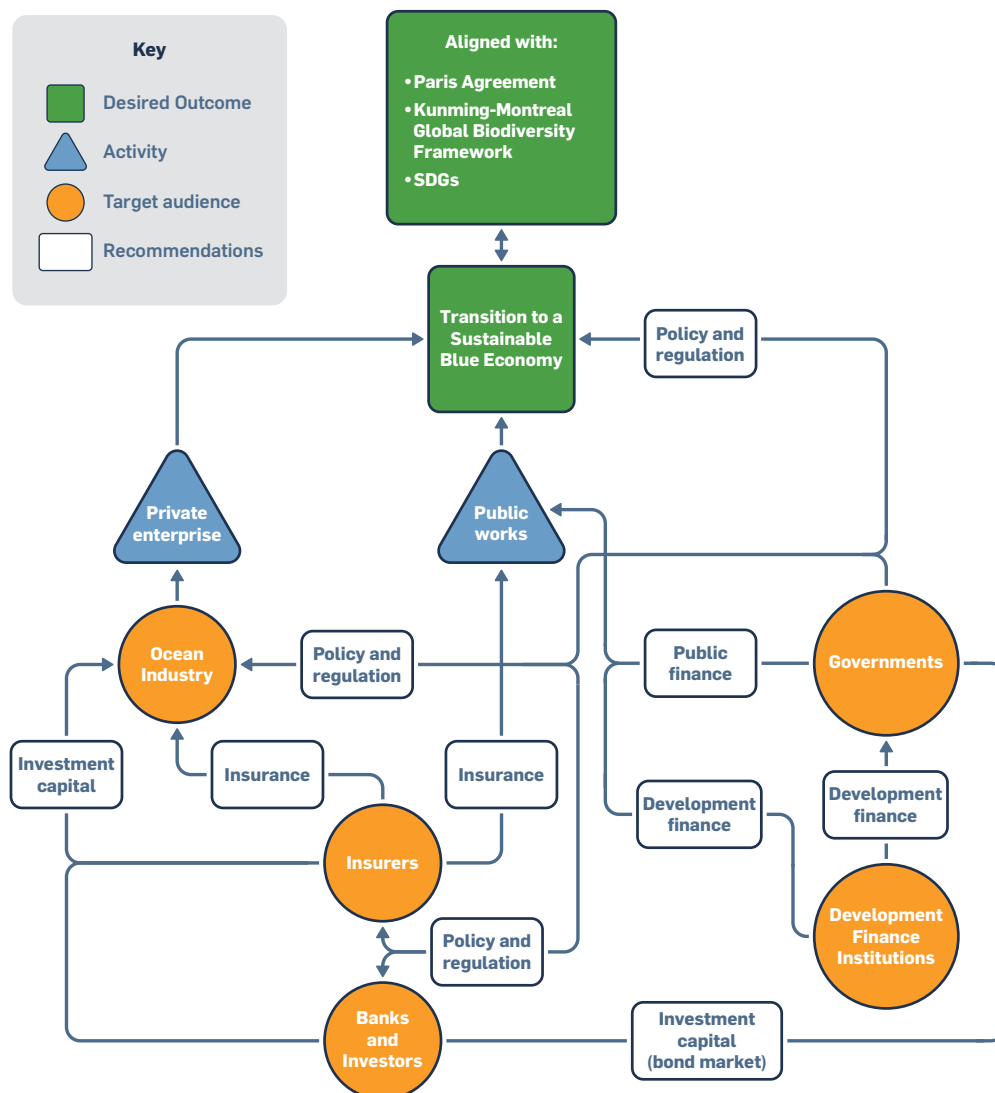 Key
Desired Outcome
Activity
Target audience
Recommendations
Aligned with:
• Paris Agreement
• Kunming-Montreal
Global Biodiversity
Framework
• SDGs
Transition to a
Sustainable
Blue Economy
Policy and
regulation
Private
enterprise
Public
works
Ocean
Industry
Policy and
regulation
Public
finance
Governments
Investment
capital
Insurance
Insurance
Development
finance
Development
finance
Insurers
Policy and
regulation
Development
Finance
Institutions
Banks
and
Investors
Investment
capital
(bond market)